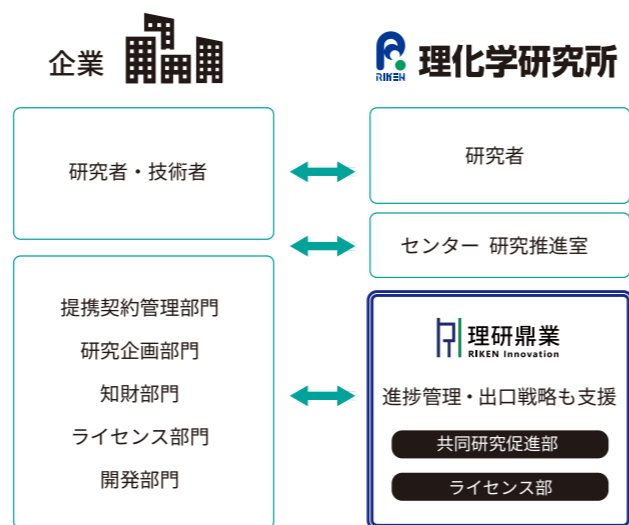 企業
RIKEN
理化学研究所
研究者・技術者
研究者
センター 研究推進室
提携契約管理部門
研究企画部門
知財部門
ライセンス部門
開発部門
理研鼎業
RIKEN Innovation
進捗管理・出口戦略も支援
共同研究促進部
ライセンス部